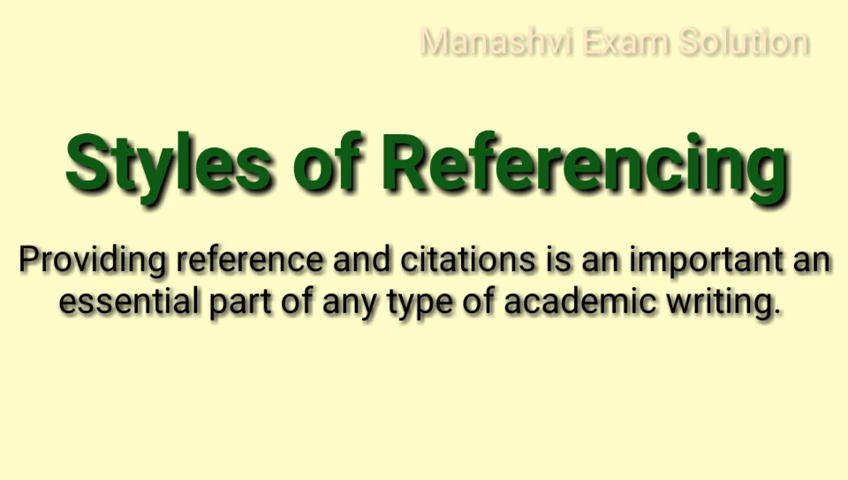 Manashvi Exam Solution
Styles of Referencing
Providing reference and citations is an important an
essential part of any type of academic writing.